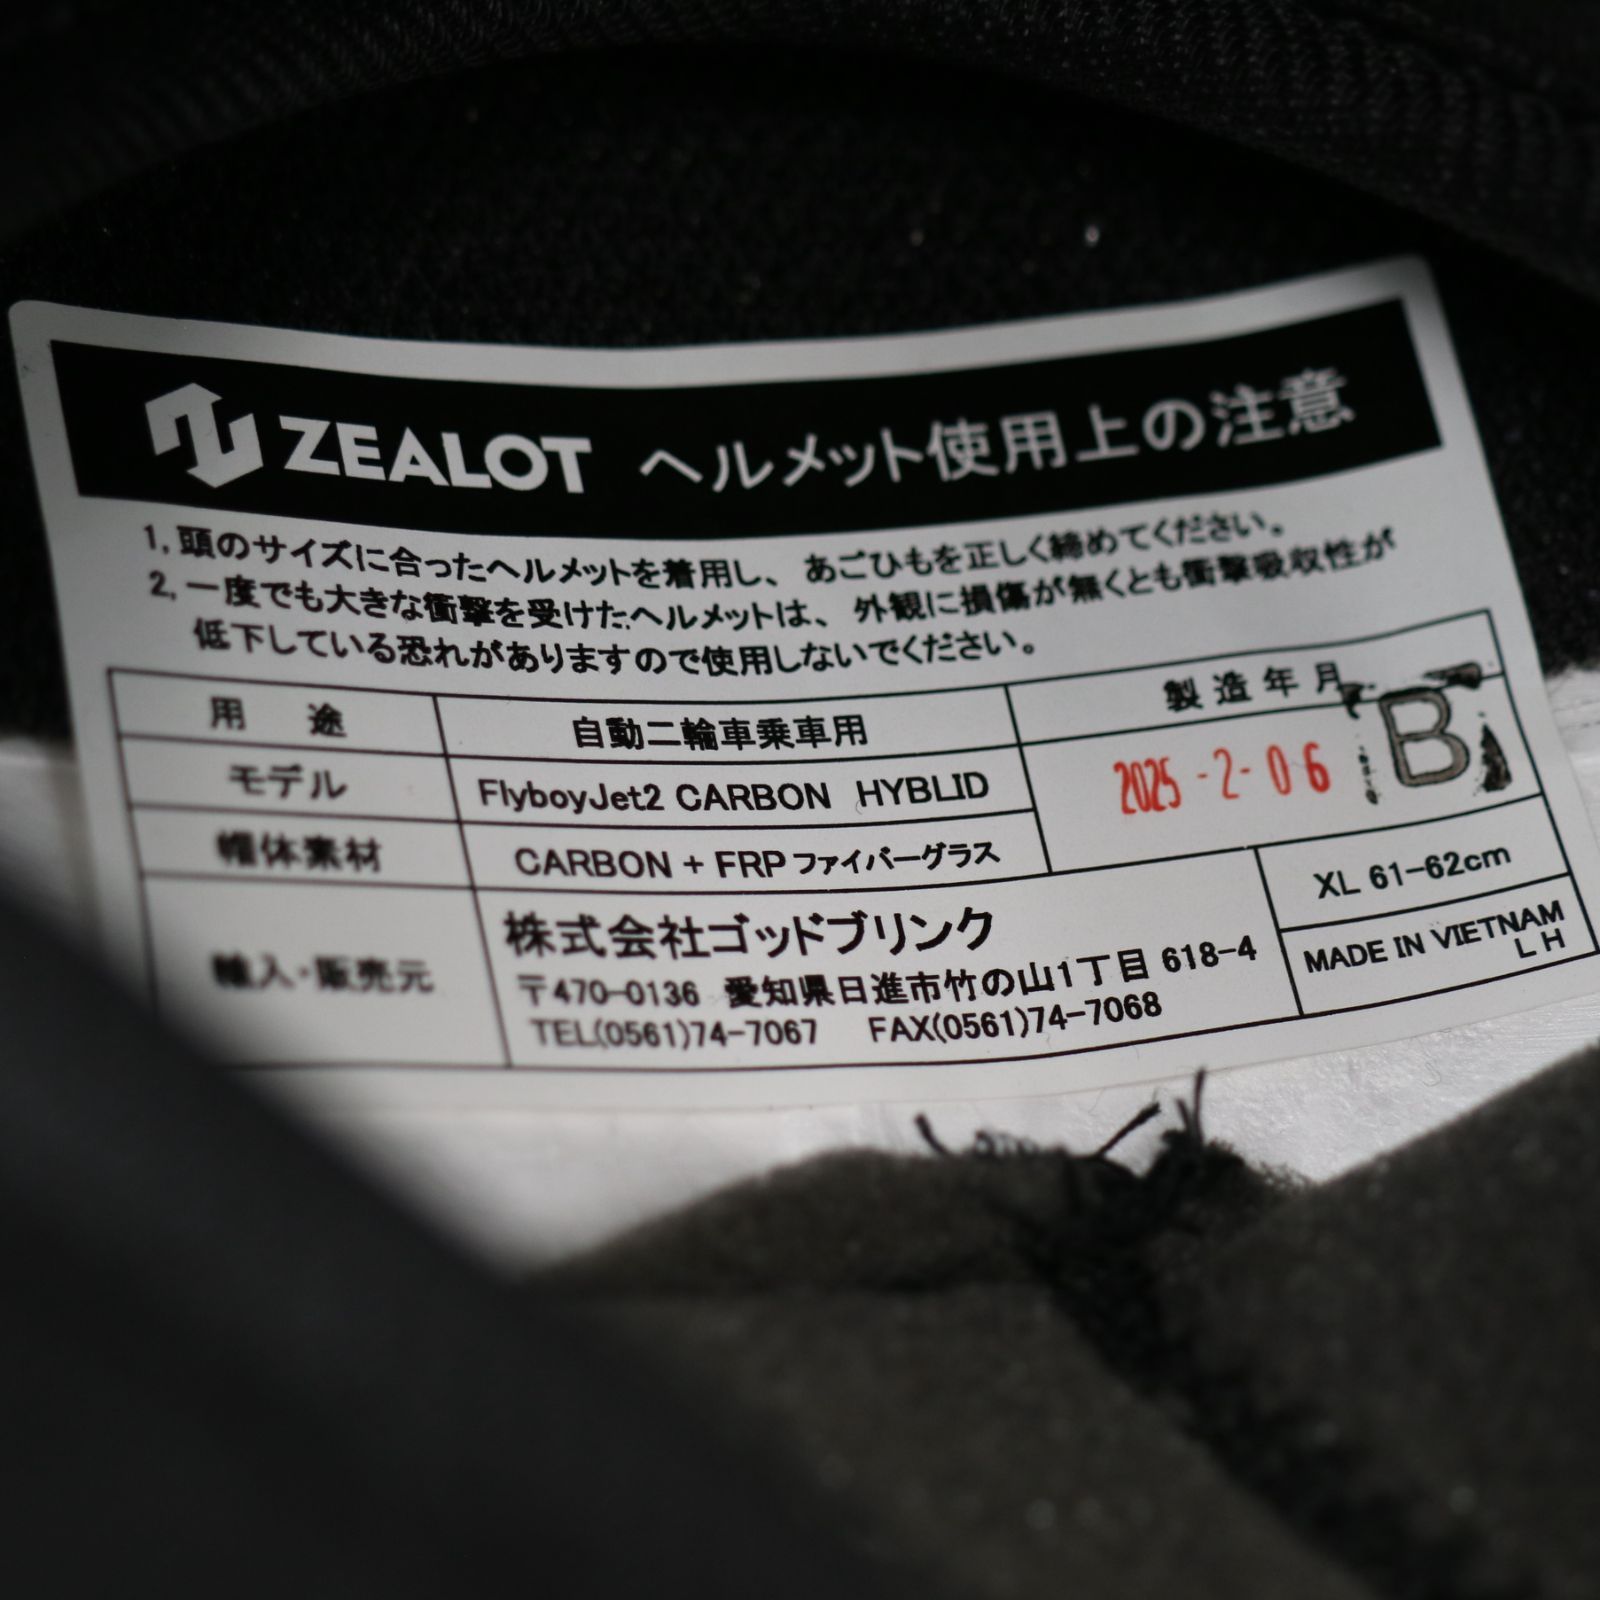 ZEALOT ヘルメット使用上の注意
1, 頭のサイズに合ったヘルメットを着用し、あごひもを正しく締めてください。
2, 一度でも大きな衝撃を受けた.ヘルメットは、外観に損傷が無くとも衝撃吸収性が
低下している恐れがありますので使用しないでください。
用 途 自動二輪車乗車用 製造年月
モデル FlyboyJet2 CARBON HYBLID 2025 -2-06 B
帽体素材 CARBON + FRPファイバーグラス
XL 61-62cm
輸入・販売元 株式会社ゴッドブリンク
〒470-0136 愛知県日進市竹の山1丁目 618-4
TEL(0561)74-7067 FAX(0561)74-7068
MADE IN VIETNAM
L H